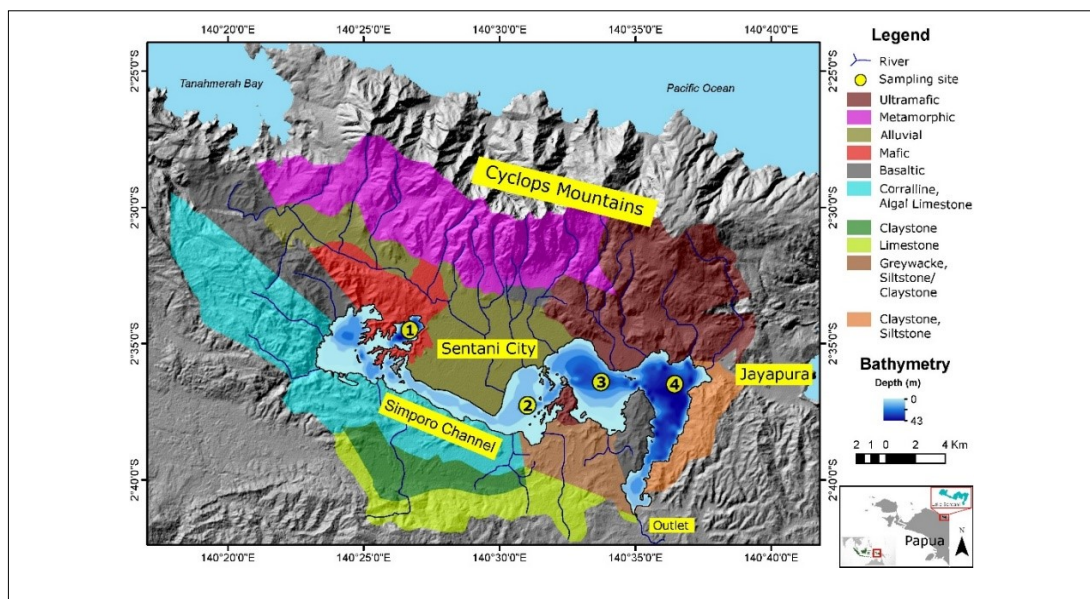 140°20'0"E
140°25'0"E
140°30'0"E
140°35'0"E
140°40'0"E
2°25'0"S
2°30'0"S
2°35'0"S
2°40'0"S
Tanahmerah Bay
Pacific Ocean
Cyclops Mountains
Sentani City
Jayapura
Simporo Channel
Outlet
1
2
3
4
2°25'0"S
2°30'0"S
2°35'0"S
2°40'0"S
140°20'0"E
140°25'0"E
140°30'0"E
140°35'0"E
140°40'0"E
Legend
River
Sampling site
Ultramafic
Metamorphic
Alluvial
Mafic
Basaltic
Corralline,
Algal Limestone
Claystone
Limestone
Greywacke,
Siltstone/
Claystone
Claystone,
Siltstone
Bathymetry
Depth (m)
0
43
2 1 0 2 4 Km
Papua
N